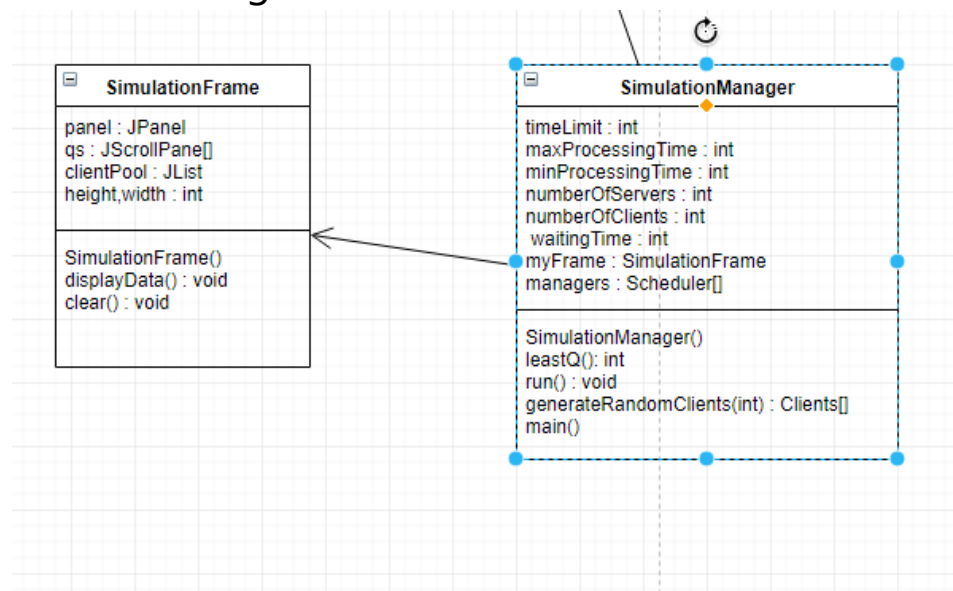 SimulationFrame
panel : JPanel
qs : JScrollPane[]
clientPool : JList
height,width : int
SimulationFrame()
displayData() : void
clear() : void
SimulationManager
timeLimit : int
maxProcessingTime : int
minProcessingTime : int
numberOfServers : int
numberOfClients : int
waitingTime : int
myFrame : SimulationFrame
managers : Scheduler[]
SimulationManager()
leastQ(): int
run() : void
generateRandomClients(int) : Clients[]
main()